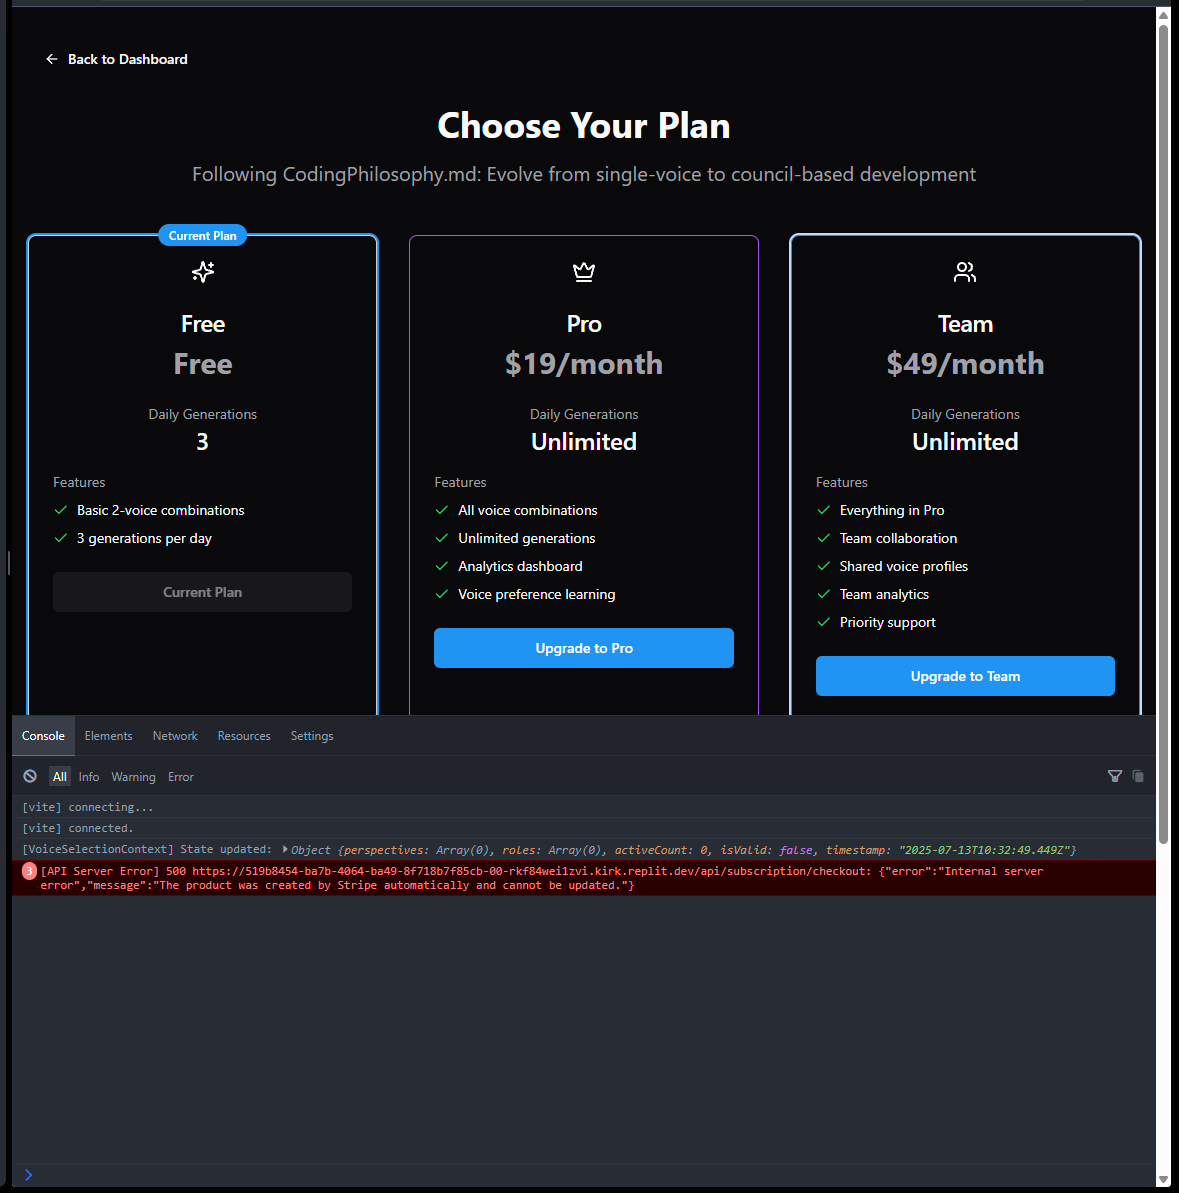 Back to Dashboard
Choose Your Plan
Following CodingPhilosophy.md: Evolve from single-voice to council-based development
Current Plan
Free
Free
Daily Generations
3
Features
Basic 2-voice combinations
3 generations per day
Current Plan
Pro
$19/month
Daily Generations
Unlimited
Features
All voice combinations
Unlimited generations
Analytics dashboard
Voice preference learning
Upgrade to Pro
Team
$49/month
Daily Generations
Unlimited
Features
Everything in Pro
Team collaboration
Shared voice profiles
Team analytics
Priority support
Upgrade to Team
Console Elements Network Resources Settings
All Info Warning Error
[vite] connecting...
[vite] connected.
[VoiceSelectionContext] State updated: Object {perspectives: Array(0), roles: Array(0), activeCount: 0, isValid: false, timestamp: "2025-07-13T10:32:49.449Z"}
3 [API Server Error] 500 https://519b8454-ba7b-4064-ba49-8f718b7f85cb-00-rkf84wei1zvi.kirk.replit.dev/api/subscription/checkout: {"error":"Internal server
error","message":"The product was created by Stripe automatically and cannot be updated."}